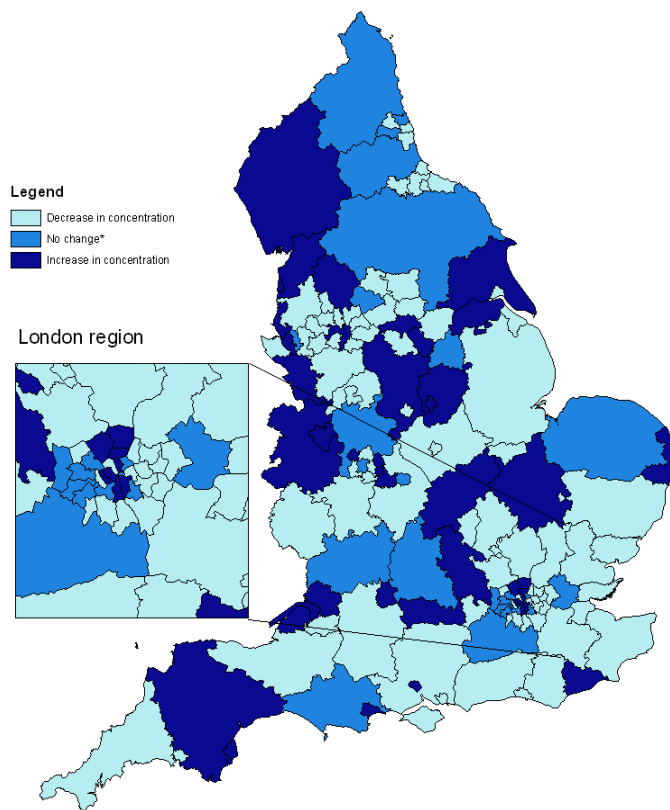 Legend
Decrease in concentration
No change*
Increase in concentration
London region